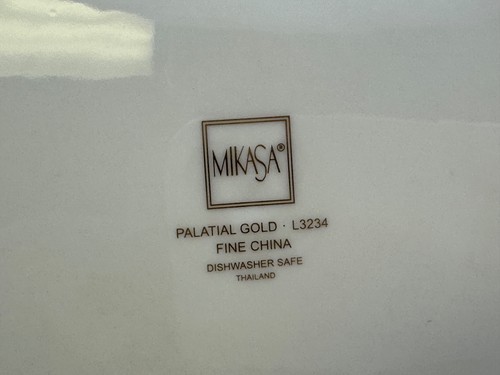 MIKASA®
PALATIAL GOLD · L3234
FINE CHINA
DISHWASHER SAFE
THAILAND